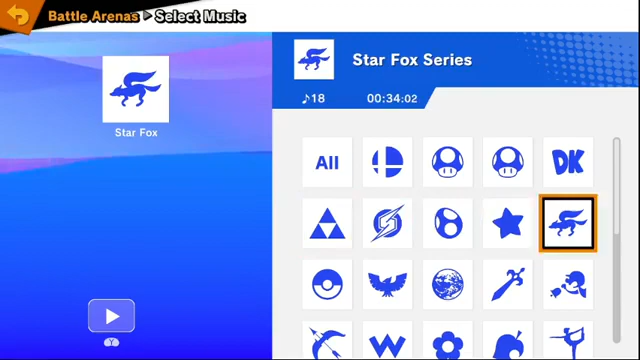 Battle Arenas ▶ Select Music
Star Fox
Star Fox Series
♪18 00:34:02
All
DK
Y